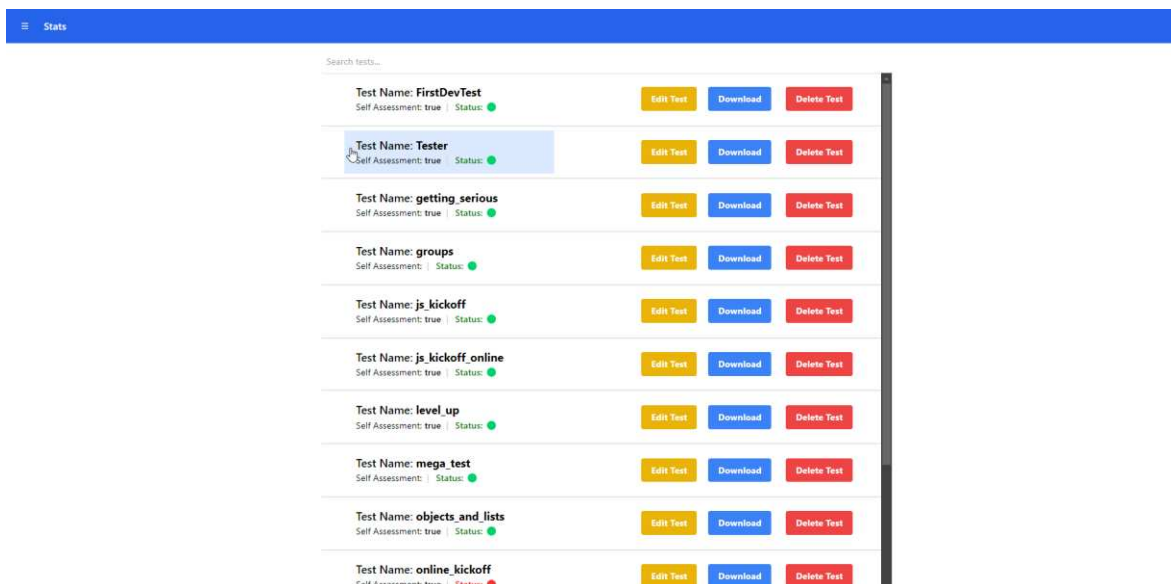 ☰ Stats
Search tests...
Test Name: FirstDevTest
Self Assessment: true | Status:
Edit Test Download Delete Test
Test Name: Tester
Self Assessment: true | Status:
Edit Test Download Delete Test
Test Name: getting_serious
Self Assessment: true | Status:
Edit Test Download Delete Test
Test Name: groups
Self Assessment: | Status:
Edit Test Download Delete Test
Test Name: js_kickoff
Self Assessment: true | Status:
Edit Test Download Delete Test
Test Name: js_kickoff_online
Self Assessment: true | Status:
Edit Test Download Delete Test
Test Name: level_up
Self Assessment: true | Status:
Edit Test Download Delete Test
Test Name: mega_test
Self Assessment: | Status:
Edit Test Download Delete Test
Test Name: objects_and_lists
Self Assessment: true | Status:
Edit Test Download Delete Test
Test Name: online_kickoff
Self Assessment: true | Status:
Edit Test Download Delete Test